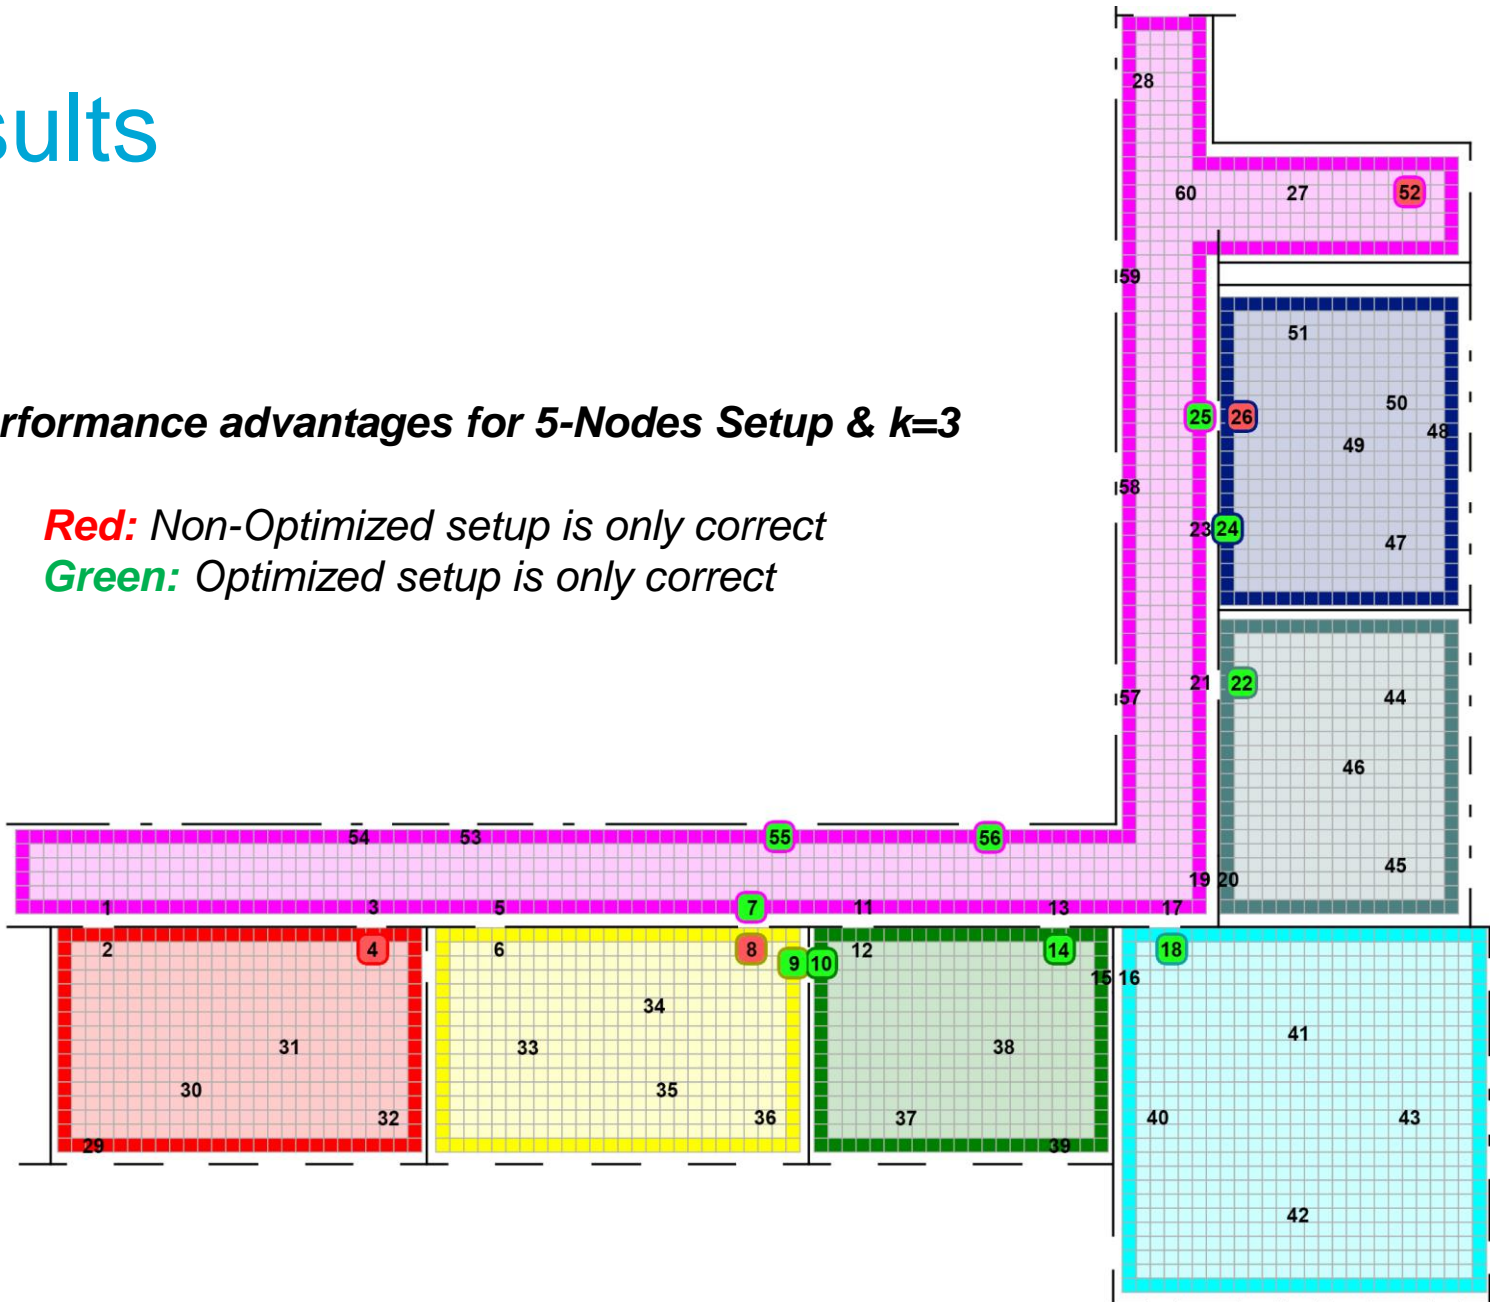 sults
28
60 27 52
59
51
rformance advantages for 5-Nodes Setup & k=3
50
25 26
48
49
58
Red: Non-Optimized setup is only correct
23 24
47
Green: Optimized setup is only correct
21 22
57
44
46
54 53 55 56
45
19 20
1 3 5 7 11 13 17
2 4 6 8 12 14 18
9 10
15 16
34
41
31 33 38
30 35
32 36 37 40 43
29 39
42